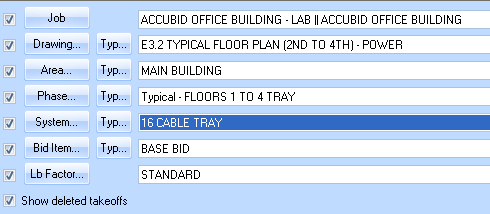 Job ACCUBID OFFICE BUILDING - LAB || ACCUBID OFFICE BUILDING
Drawing... Typ... E3.2 TYPICAL FLOOR PLAN (2ND TO 4TH) - POWER
Area... Typ... MAIN BUILDING
Phase... Typ... Typical - FLOORS 1 TO 4 TRAY
System... Typ... 16 CABLE TRAY
Bid Item... Typ... BASE BID
Lb Factor... STANDARD
Show deleted takeoffs